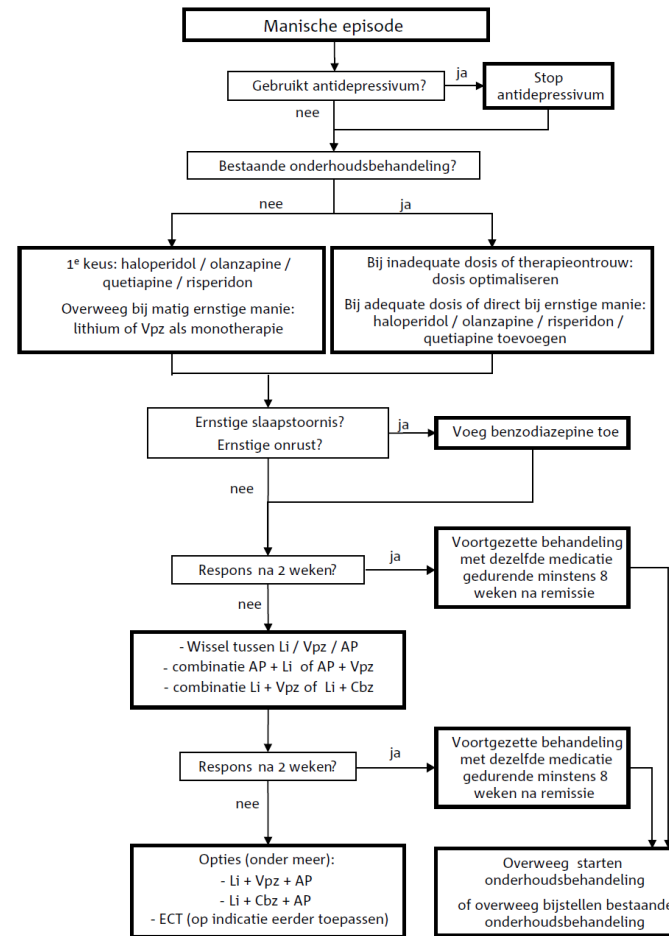 Manische episode
Gebruikt antidepressivum?
ja
Stop
antidepressivum
nee
Bestaande onderhoudsbehandeling?
nee
ja
1e keus: haloperidol / olanzapine /
quetiapine / risperidon
Overweeg bij matig ernstige manie:
lithium of Vpz als monotherapie
Bij inadequate dosis of therapieontrouw:
dosis optimaliseren
Bij adequate dosis of direct bij ernstige manie:
haloperidol / olanzapine / risperidon /
quetiapine toevoegen
Ernstige slaapstoornis?
Ernstige onrust?
ja
Voeg benzodiazepine toe
nee
Respons na 2 weken?
ja
Voortgezette behandeling
met dezelfde medicatie
gedurende minstens 8
weken na remissie
nee
- Wissel tussen Li / Vpz / AP
- combinatie AP + Li of AP + Vpz
- combinatie Li + Vpz of Li + Cbz
Respons na 2 weken?
ja
Voortgezette behandeling
met dezelfde medicatie
gedurende minstens 8
weken na remissie
nee
Opties (onder meer):
- Li + Vpz + AP
- Li + Cbz + AP
- ECT (op indicatie eerder toepassen)
Overweeg starten
onderhoudsbehandeling
of overweeg bijstellen bestaande
onderhoudsbehandeling